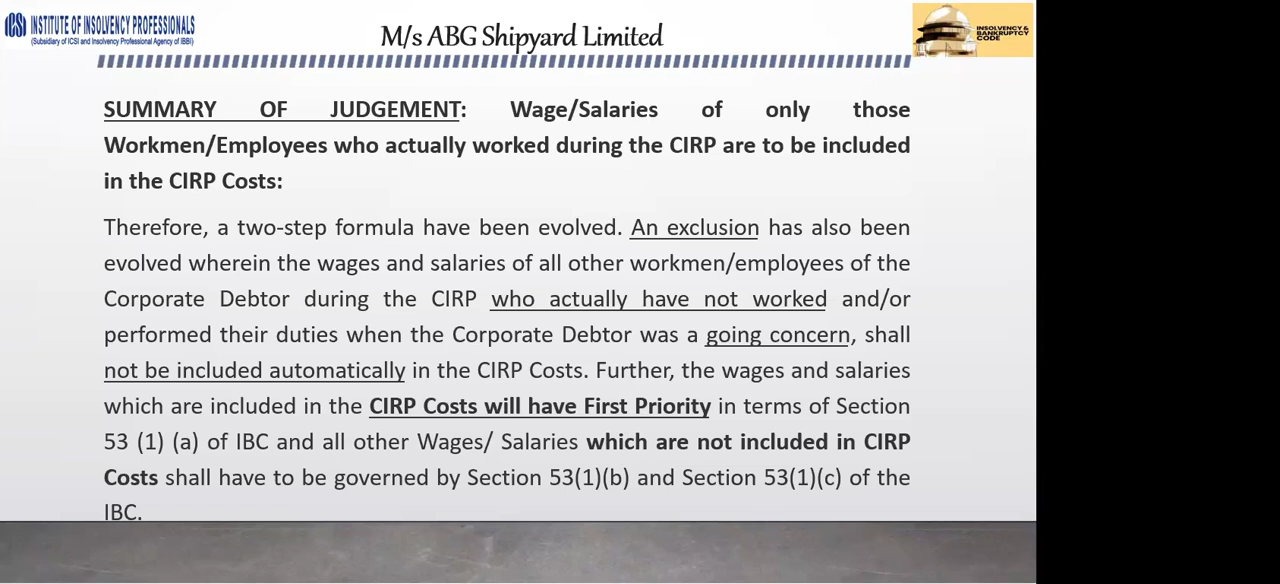 ICSI INSTITUTE OF INSOLVENCY PROFESSIONALS
(Subsidiary of ICSI and Insolvency Professional Agency of IBBI)
M/s ABG Shipyard Limited
INSOLVENCY &
BANKRUPTCY
CODE
SUMMARY OF JUDGEMENT: Wage/Salaries of only those
Workmen/Employees who actually worked during the CIRP are to be included
in the CIRP Costs:
Therefore, a two-step formula have been evolved. An exclusion has also been
evolved wherein the wages and salaries of all other workmen/employees of the
Corporate Debtor during the CIRP who actually have not worked and/or
performed their duties when the Corporate Debtor was a going concern, shall
not be included automatically in the CIRP Costs. Further, the wages and salaries
which are included in the CIRP Costs will have First Priority in terms of Section
53 (1) (a) of IBC and all other Wages/ Salaries which are not included in CIRP
Costs shall have to be governed by Section 53(1)(b) and Section 53(1)(c) of the
IBC.